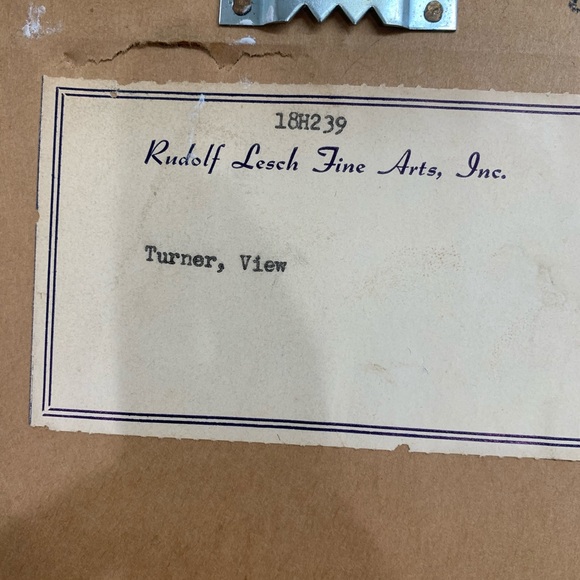 18H239
Rudolf Lesch Fine Arts, Inc.
Turner, View